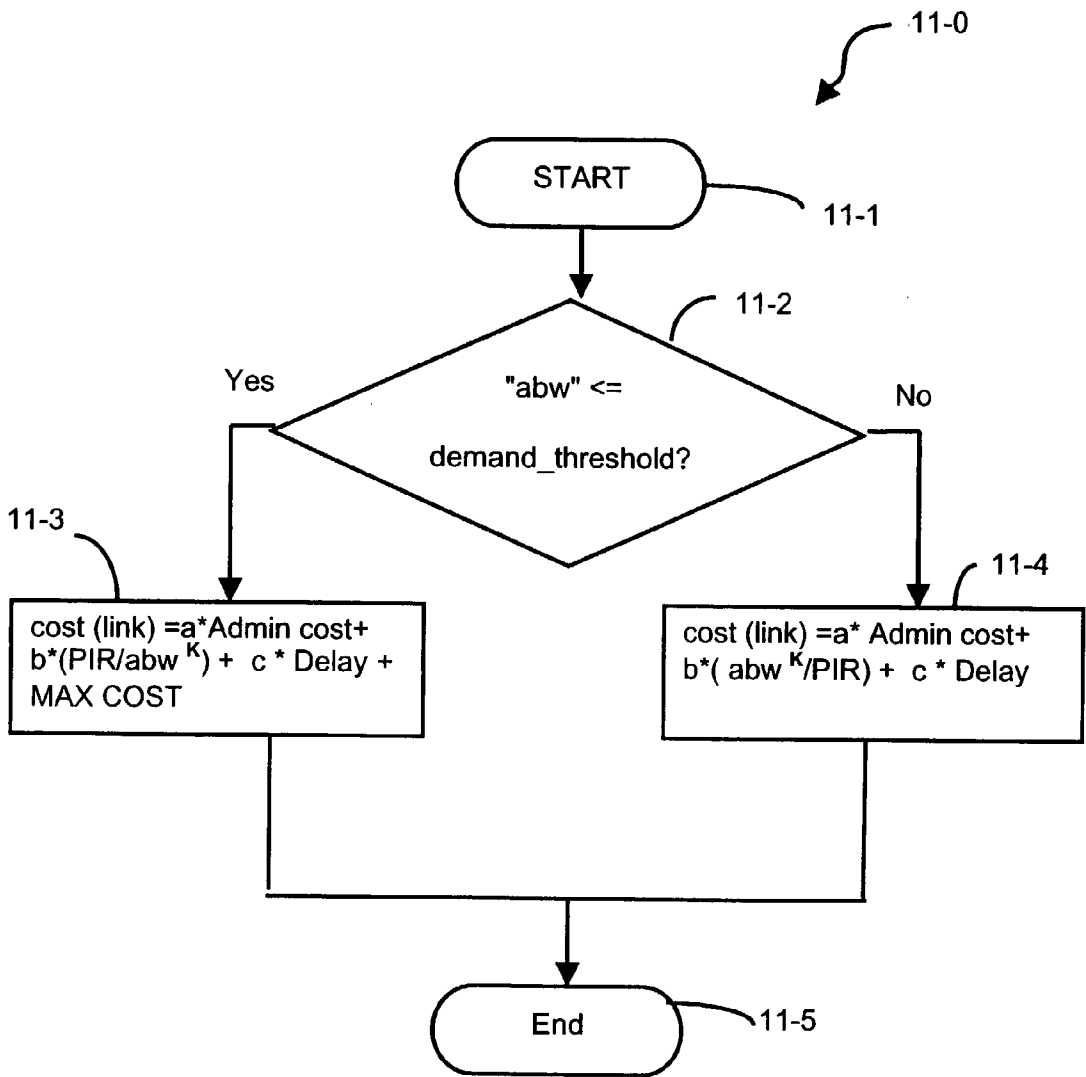 11-0
START
11-1
11-2
Yes
"abw" <=
No
demand_threshold?
11-3
11-4
cost (link) =a*Admin cost+
b*(PIR/abw ᴷ) + c * Delay +
MAX COST
cost (link) =a* Admin cost+
b*( abw ᴷ/PIR) + c * Delay
End
11-5